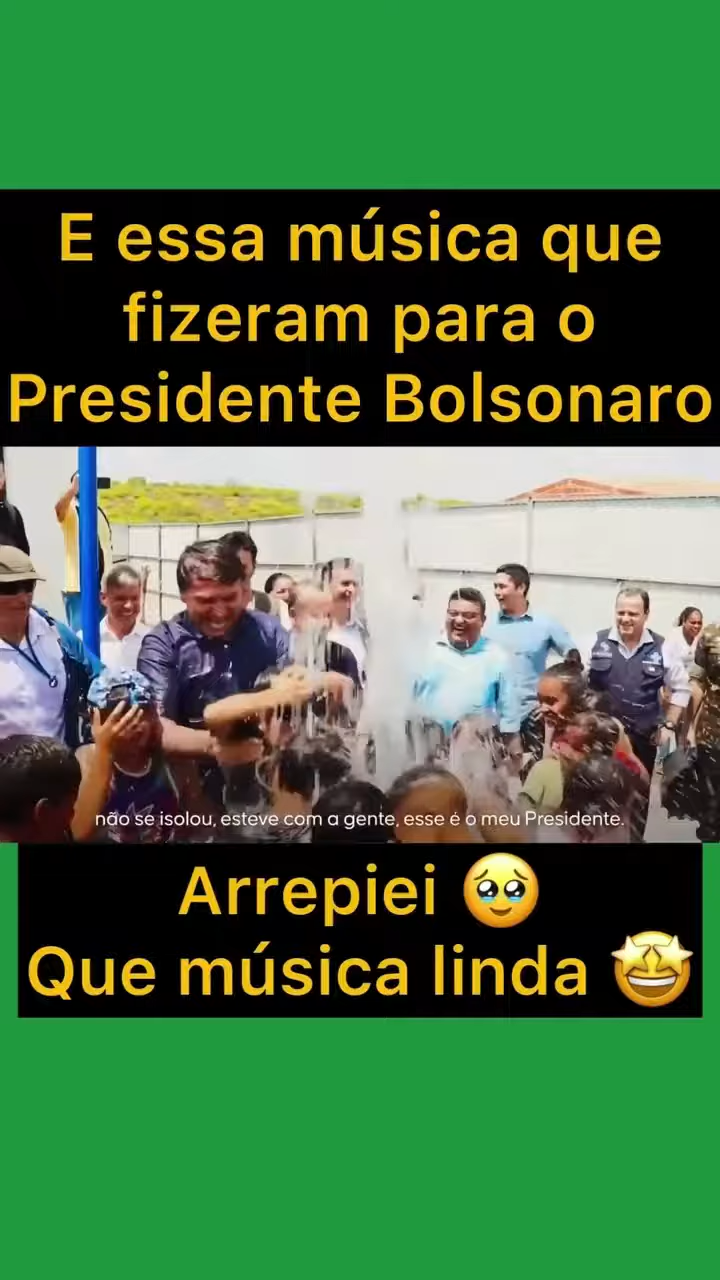 E essa música que
fizeram para o
Presidente Bolsonaro
não se isolou, esteve com a gente, esse é o meu Presidente.
Arrepiei 🥹
Que música linda 🤩